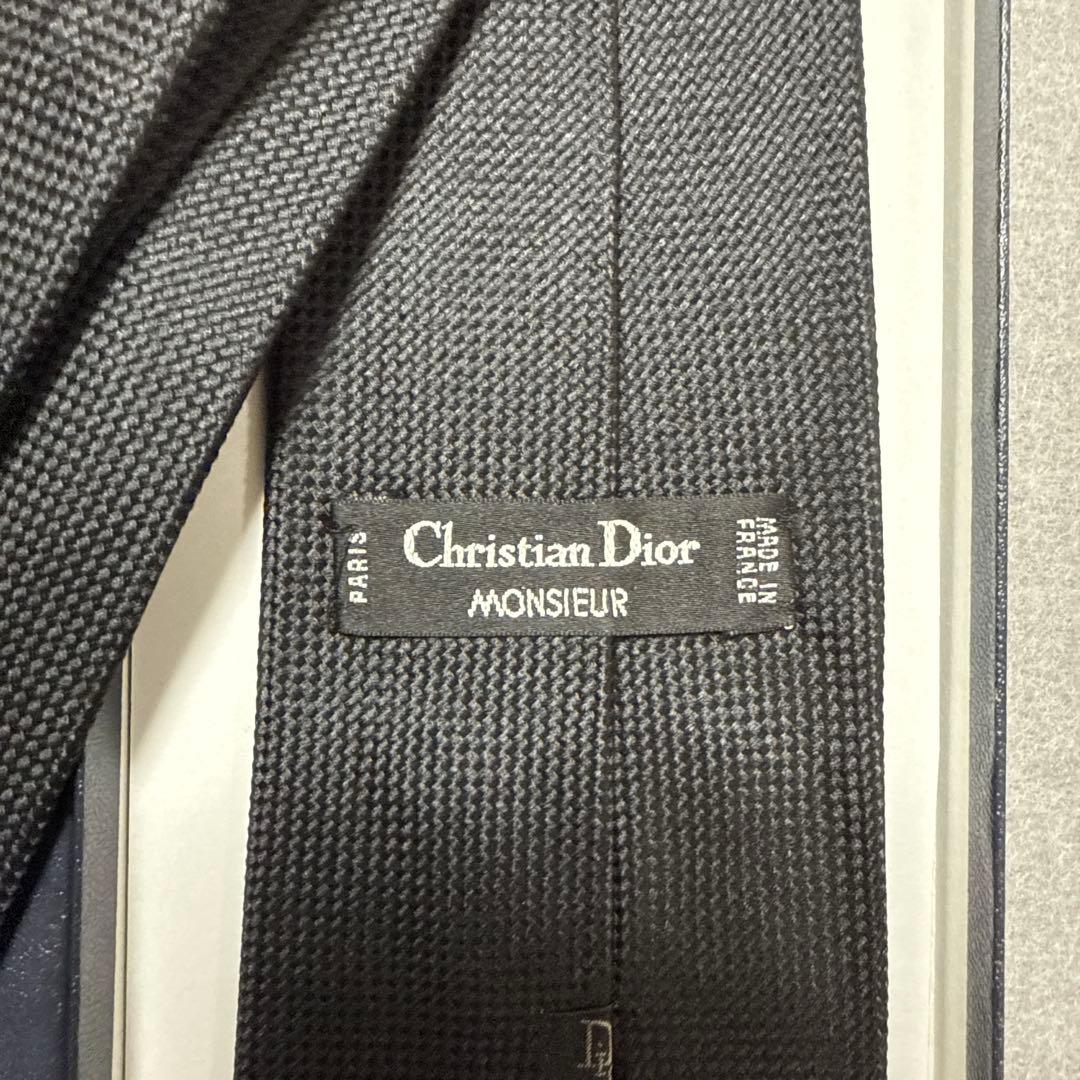 PARIS
Christian Dior
MONSIEUR
MADE IN
FRANCE
D